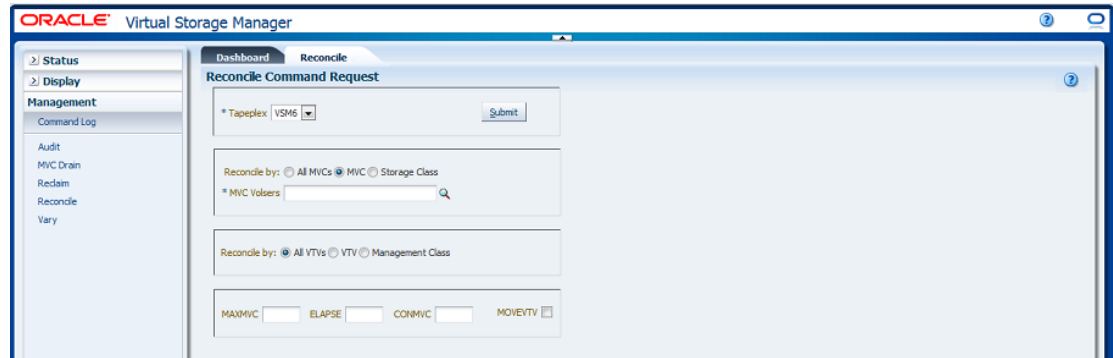 ORACLE Virtual Storage Manager
Status
Display
Management
Command Log
Audit
MVC Drain
Reclaim
Reconcile
Vary
Dashboard Reconcile
Reconcile Command Request
* Tapeplex VSM6 Submit
Reconcile by: All MVCs MVC Storage Class
* MVC Volsers
Reconcile by: All VTVs VTV Management Class
MAXMVC ELAPSE CONMVC MOVEVTV